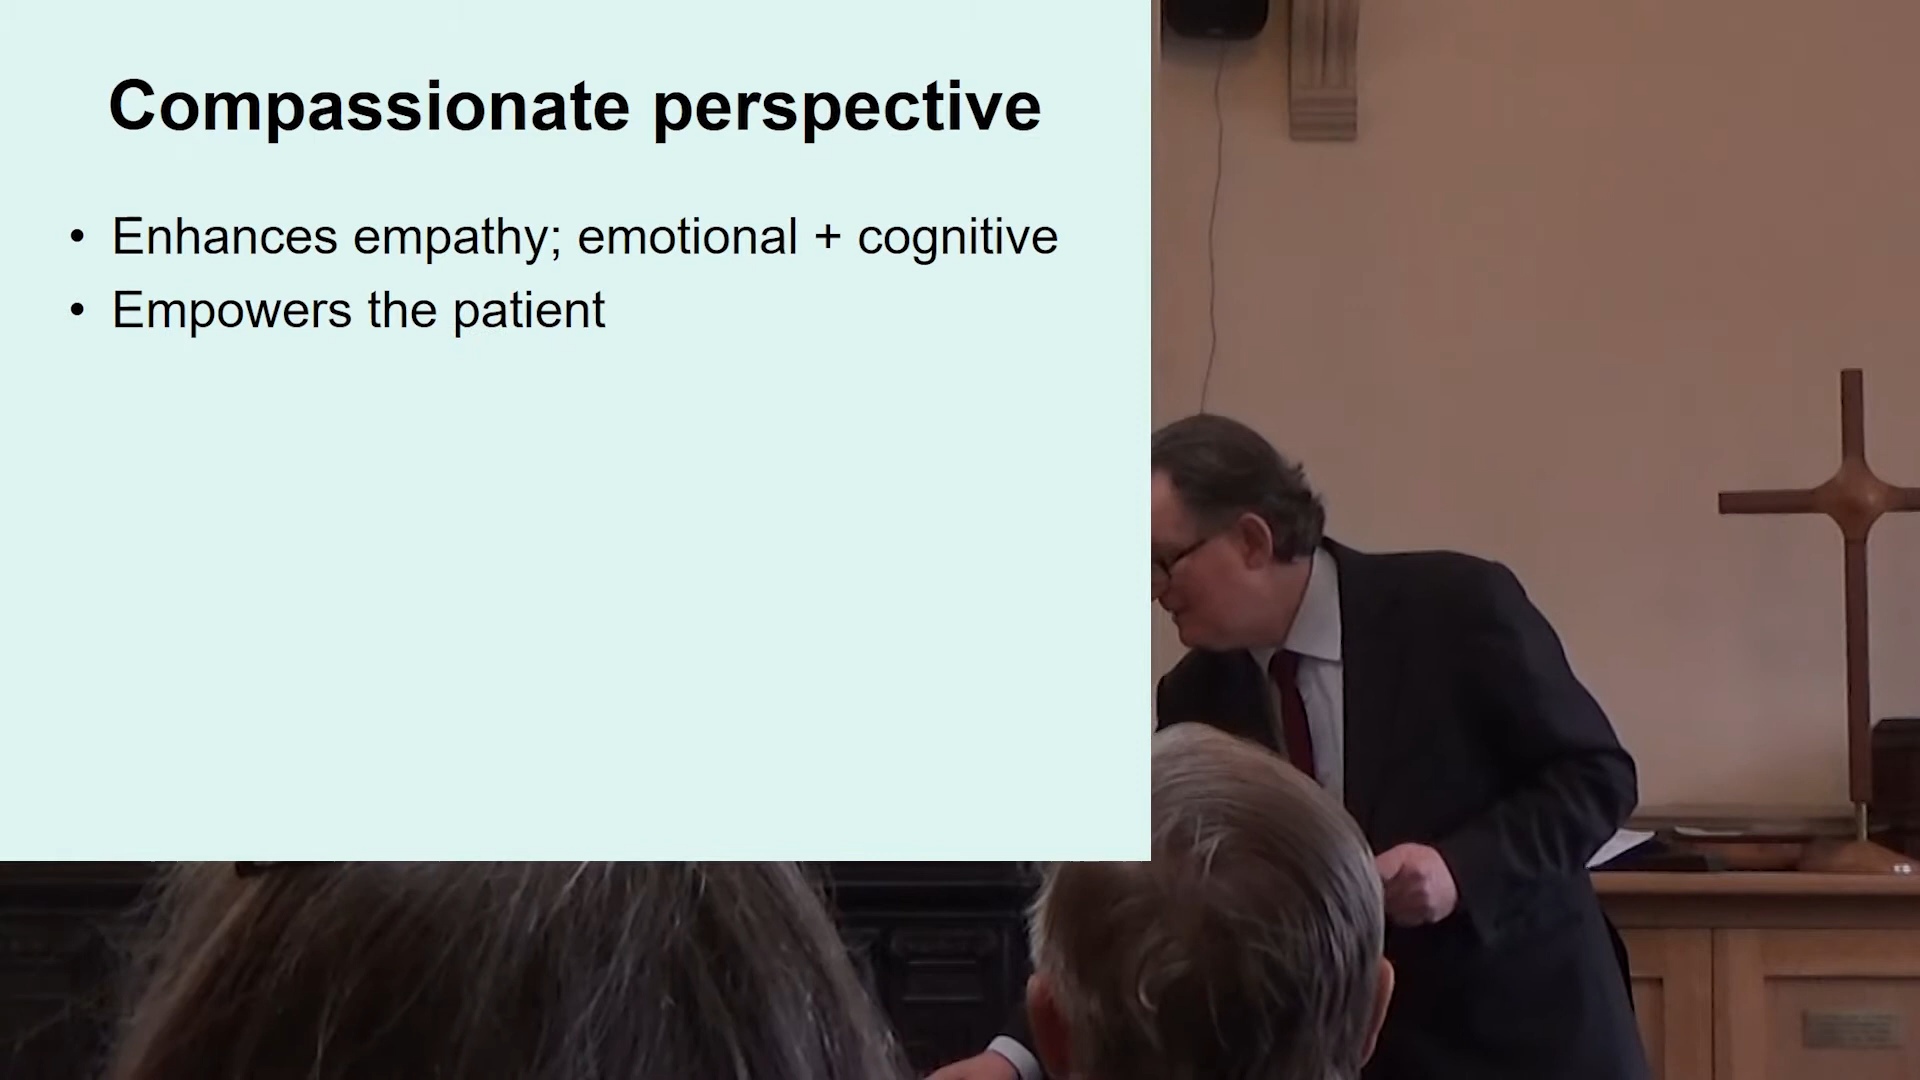 Compassionate perspective
• Enhances empathy; emotional + cognitive
• Empowers the patient